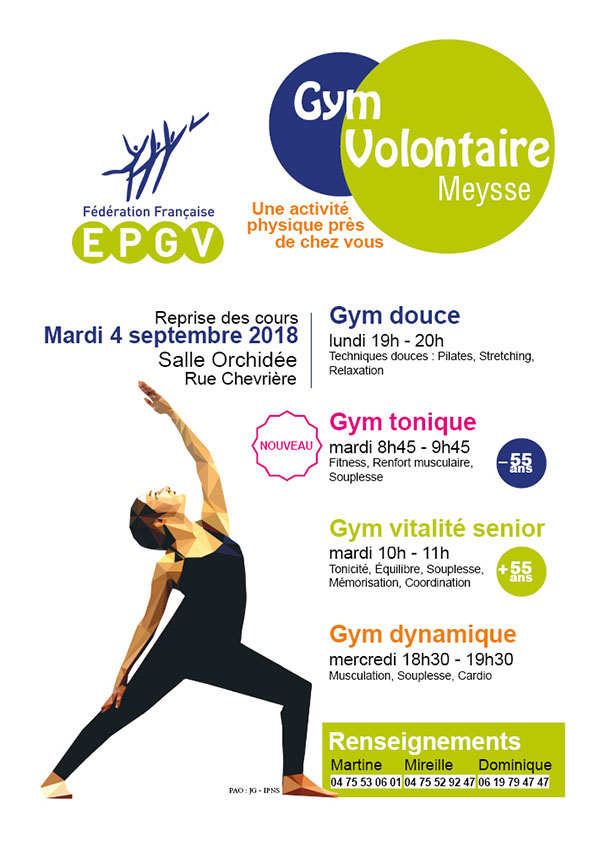 Gym
Volontaire
Meysse
Fédération Française
EPGV
Une activité
physique près
de chez vous
Reprise des cours
Mardi 4 septembre 2018
Salle Orchidée
Rue Chevrière
Gym douce
lundi 19h - 20h
Techniques douces : Pilates, Stretching,
Relaxation
NOUVEAU
Gym tonique
mardi 8h45 - 9h45
Fitness, Renfort musculaire,
Souplesse
–55
ans
Gym vitalité senior
mardi 10h - 11h
Tonicité, Équilibre, Souplesse,
Mémorisation, Coordination
+55
ans
Gym dynamique
mercredi 18h30 - 19h30
Musculation, Souplesse, Cardio
Renseignements
Martine Mireille Dominique
04 75 53 06 01 04 75 52 92 47 06 19 79 47 47
PAO : JG - IPNS